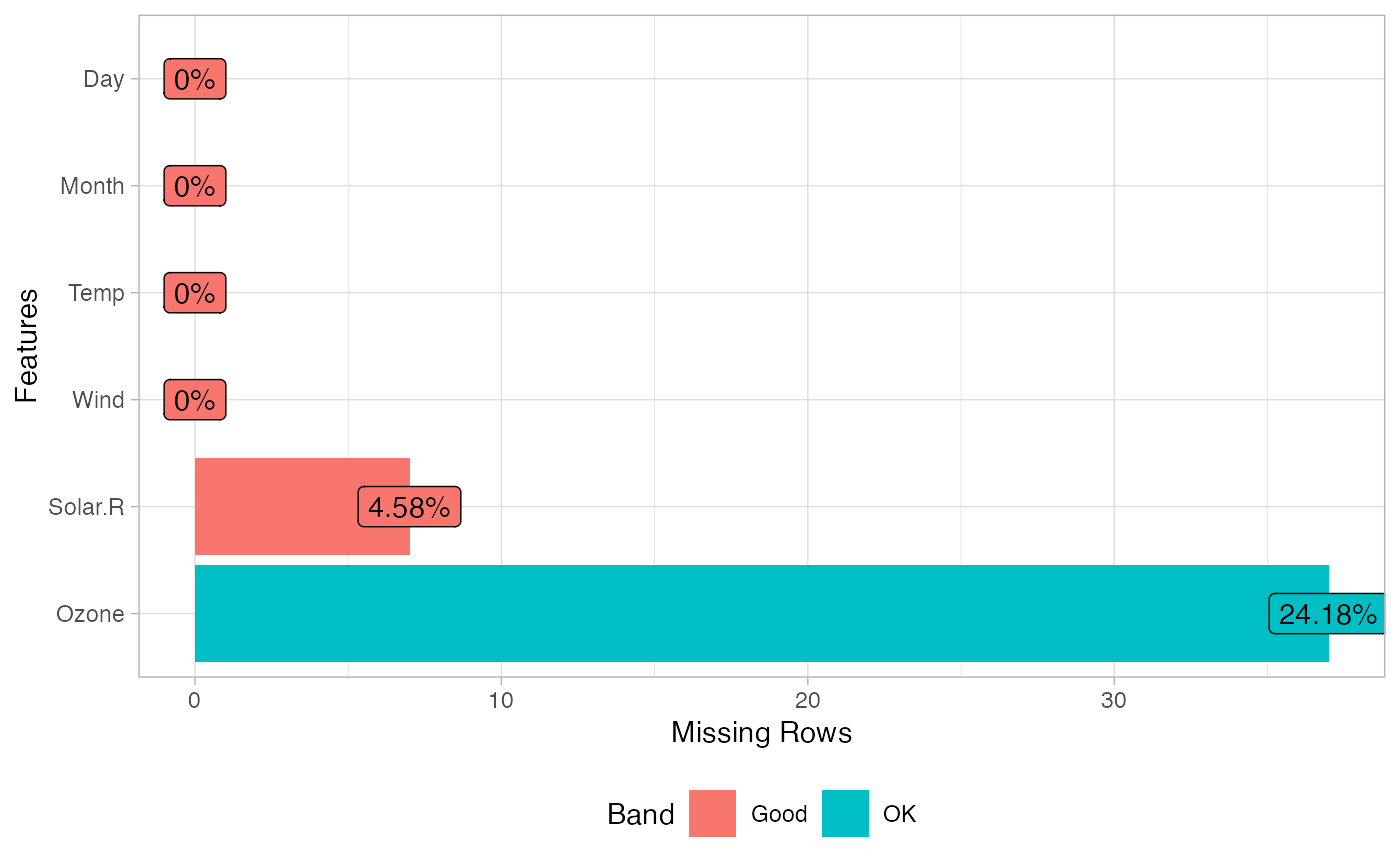 Features
Day 0%
Month 0%
Temp 0%
Wind 0%
Solar.R 4.58%
Ozone 24.18%
0 10 20 30
Missing Rows
Band Good OK